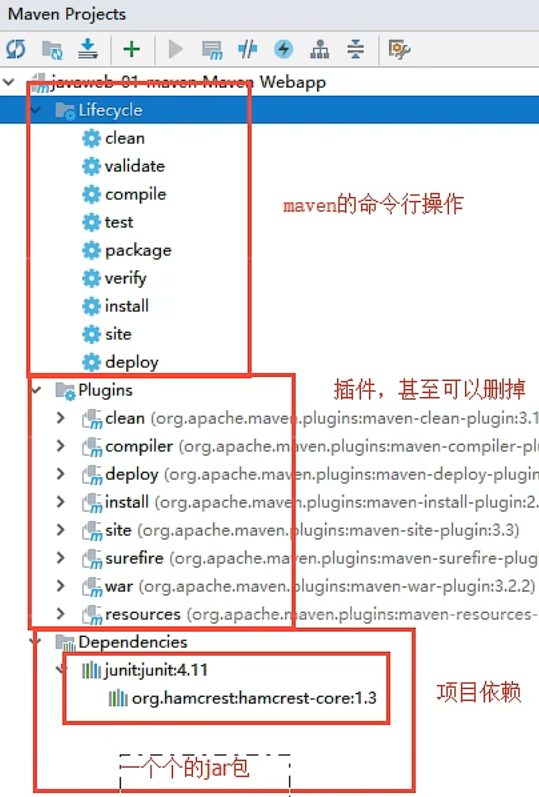 Maven Projects
javaweb-01-maven Maven Webapp
Lifecycle
clean
validate
compile
maven的命令行操作
test
package
verify
install
site
deploy
Plugins
插件，甚至可以删掉
clean (org.apache.maven.plugins:maven-clean-plugin:3.1
compiler (org.apache.maven.plugins:maven-compiler-plu
deploy (org.apache.maven.plugins:maven-deploy-plugin
install (org.apache.maven.plugins:maven-install-plugin:2.
site (org.apache.maven.plugins:maven-site-plugin:3.3)
surefire (org.apache.maven.plugins:maven-surefire-plug
war (org.apache.maven.plugins:maven-war-plugin:3.2.2)
resources (org.apache.maven.plugins:maven-resources-
Dependencies
junit:junit:4.11
项目依赖
org.hamcrest:hamcrest-core:1.3
一个个的jar包